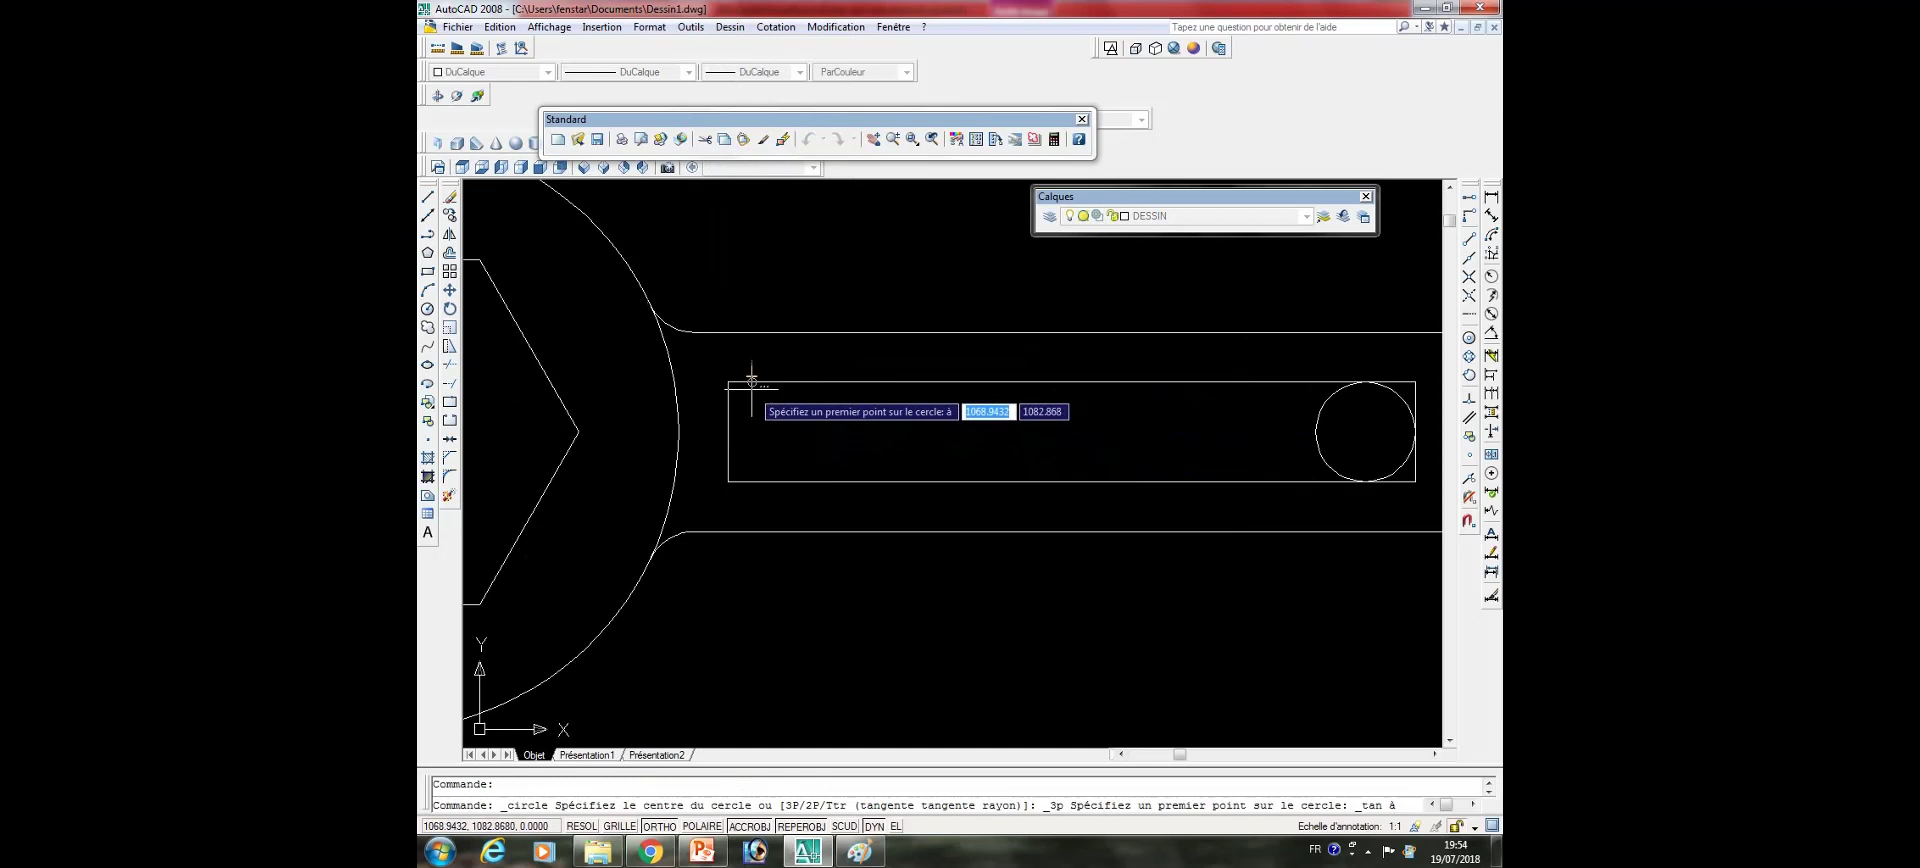 AutoCAD 2008 - [C:\Users\fenstar\Documents\Dessin1.dwg]
Fichier Edition Affichage Insertion Format Outils Dessin Cotation Modification Fenêtre ?
Tapez une question pour obtenir de l'aide
DuCalque DuCalque DuCalque ParCouleur
Standard
Calques
DESSIN
Spécifiez un premier point sur le cercle: à 1068.9432 1082.868
A
Y
X
Objet Présentation1 Présentation2
Commande:
Commande: _circle Spécifiez le centre du cercle ou [3P/2P/Ttr (tangente tangente rayon)]: _3p Spécifiez un premier point sur le cercle: _tan à
1068.9432, 1082.8680, 0.0000 RESOL GRILLE ORTHO POLAIRE ACCROBJ REPEROBJ SCUD DYN EL Echelle d'annotation: 1:1
FR 19:54
19/07/2018